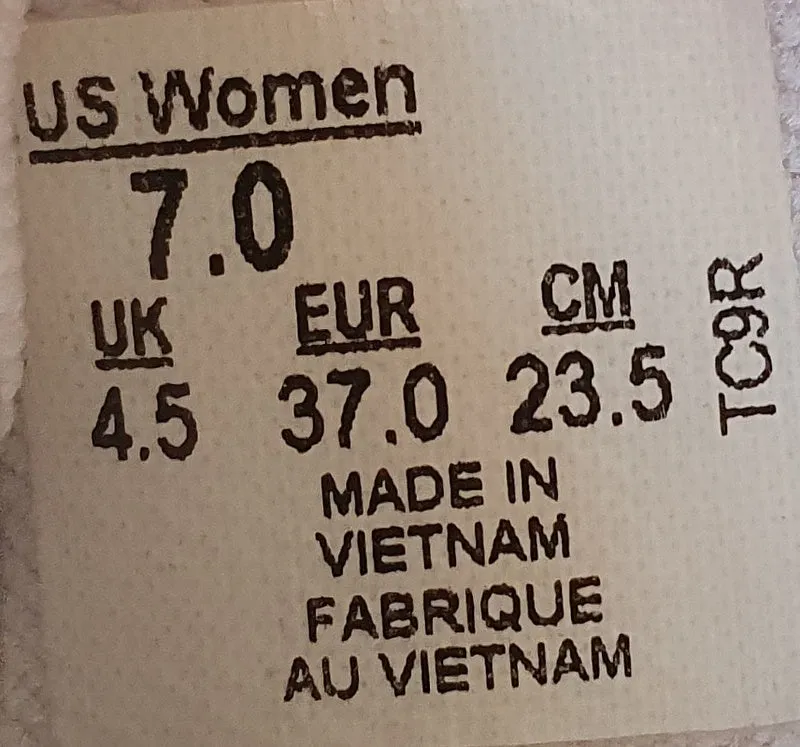 US Women
7.0
UK EUR CM
4.5 37.0 23.5
TC9R
MADE IN
VIETNAM
FABRIQUE
AU VIETNAM